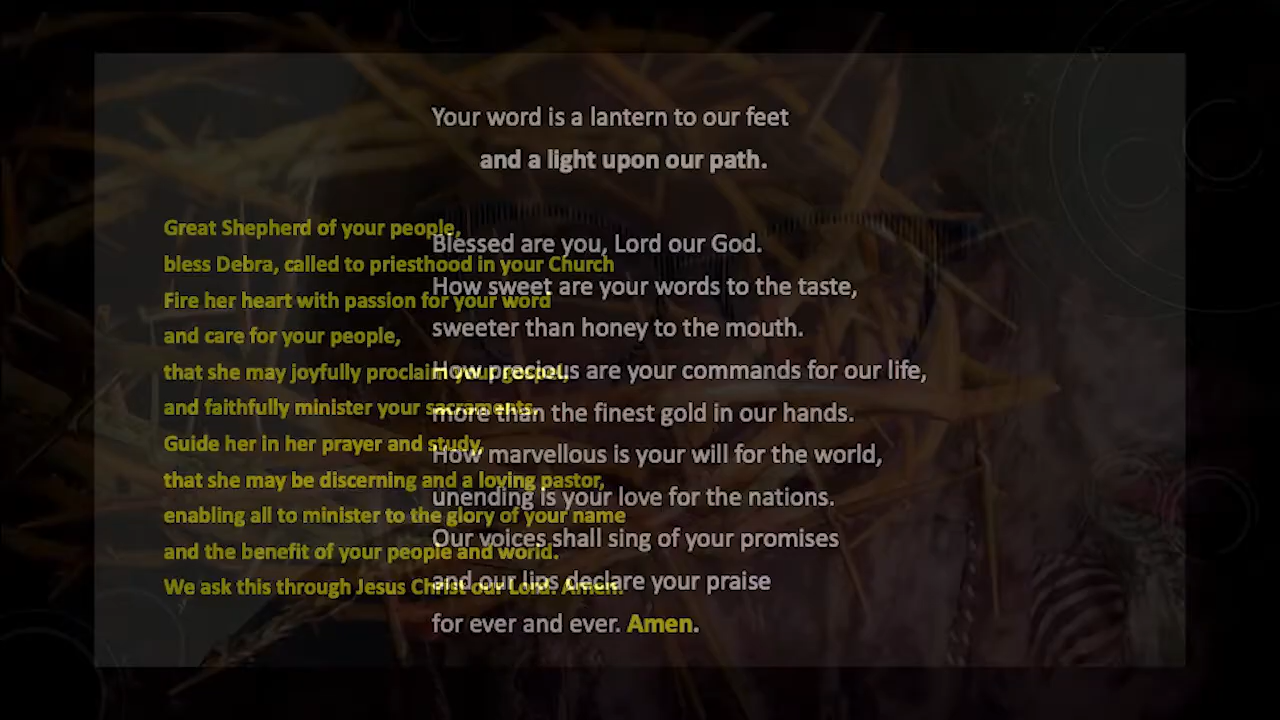 Your word is a lantern to our feet
and a light upon our path.
Great Shepherd of your people,
bless Debra, called to priesthood in your Church
Fire her heart with passion for your word
and care for your people,
that she may joyfully proclaim your gospel,
and faithfully minister your sacraments.
Guide her in her prayer and study,
that she may be discerning and a loving pastor,
enabling all to minister to the glory of your name
and the benefit of your people and world.
We ask this through Jesus Christ our Lord. Amen.
Blessed are you, Lord our God.
How sweet are your words to the taste,
sweeter than honey to the mouth.
How precious are your commands for our life,
more than the finest gold in our hands.
How marvellous is your will for the world,
unending is your love for the nations.
Our voices shall sing of your promises
and our lips declare your praise
for ever and ever. Amen.